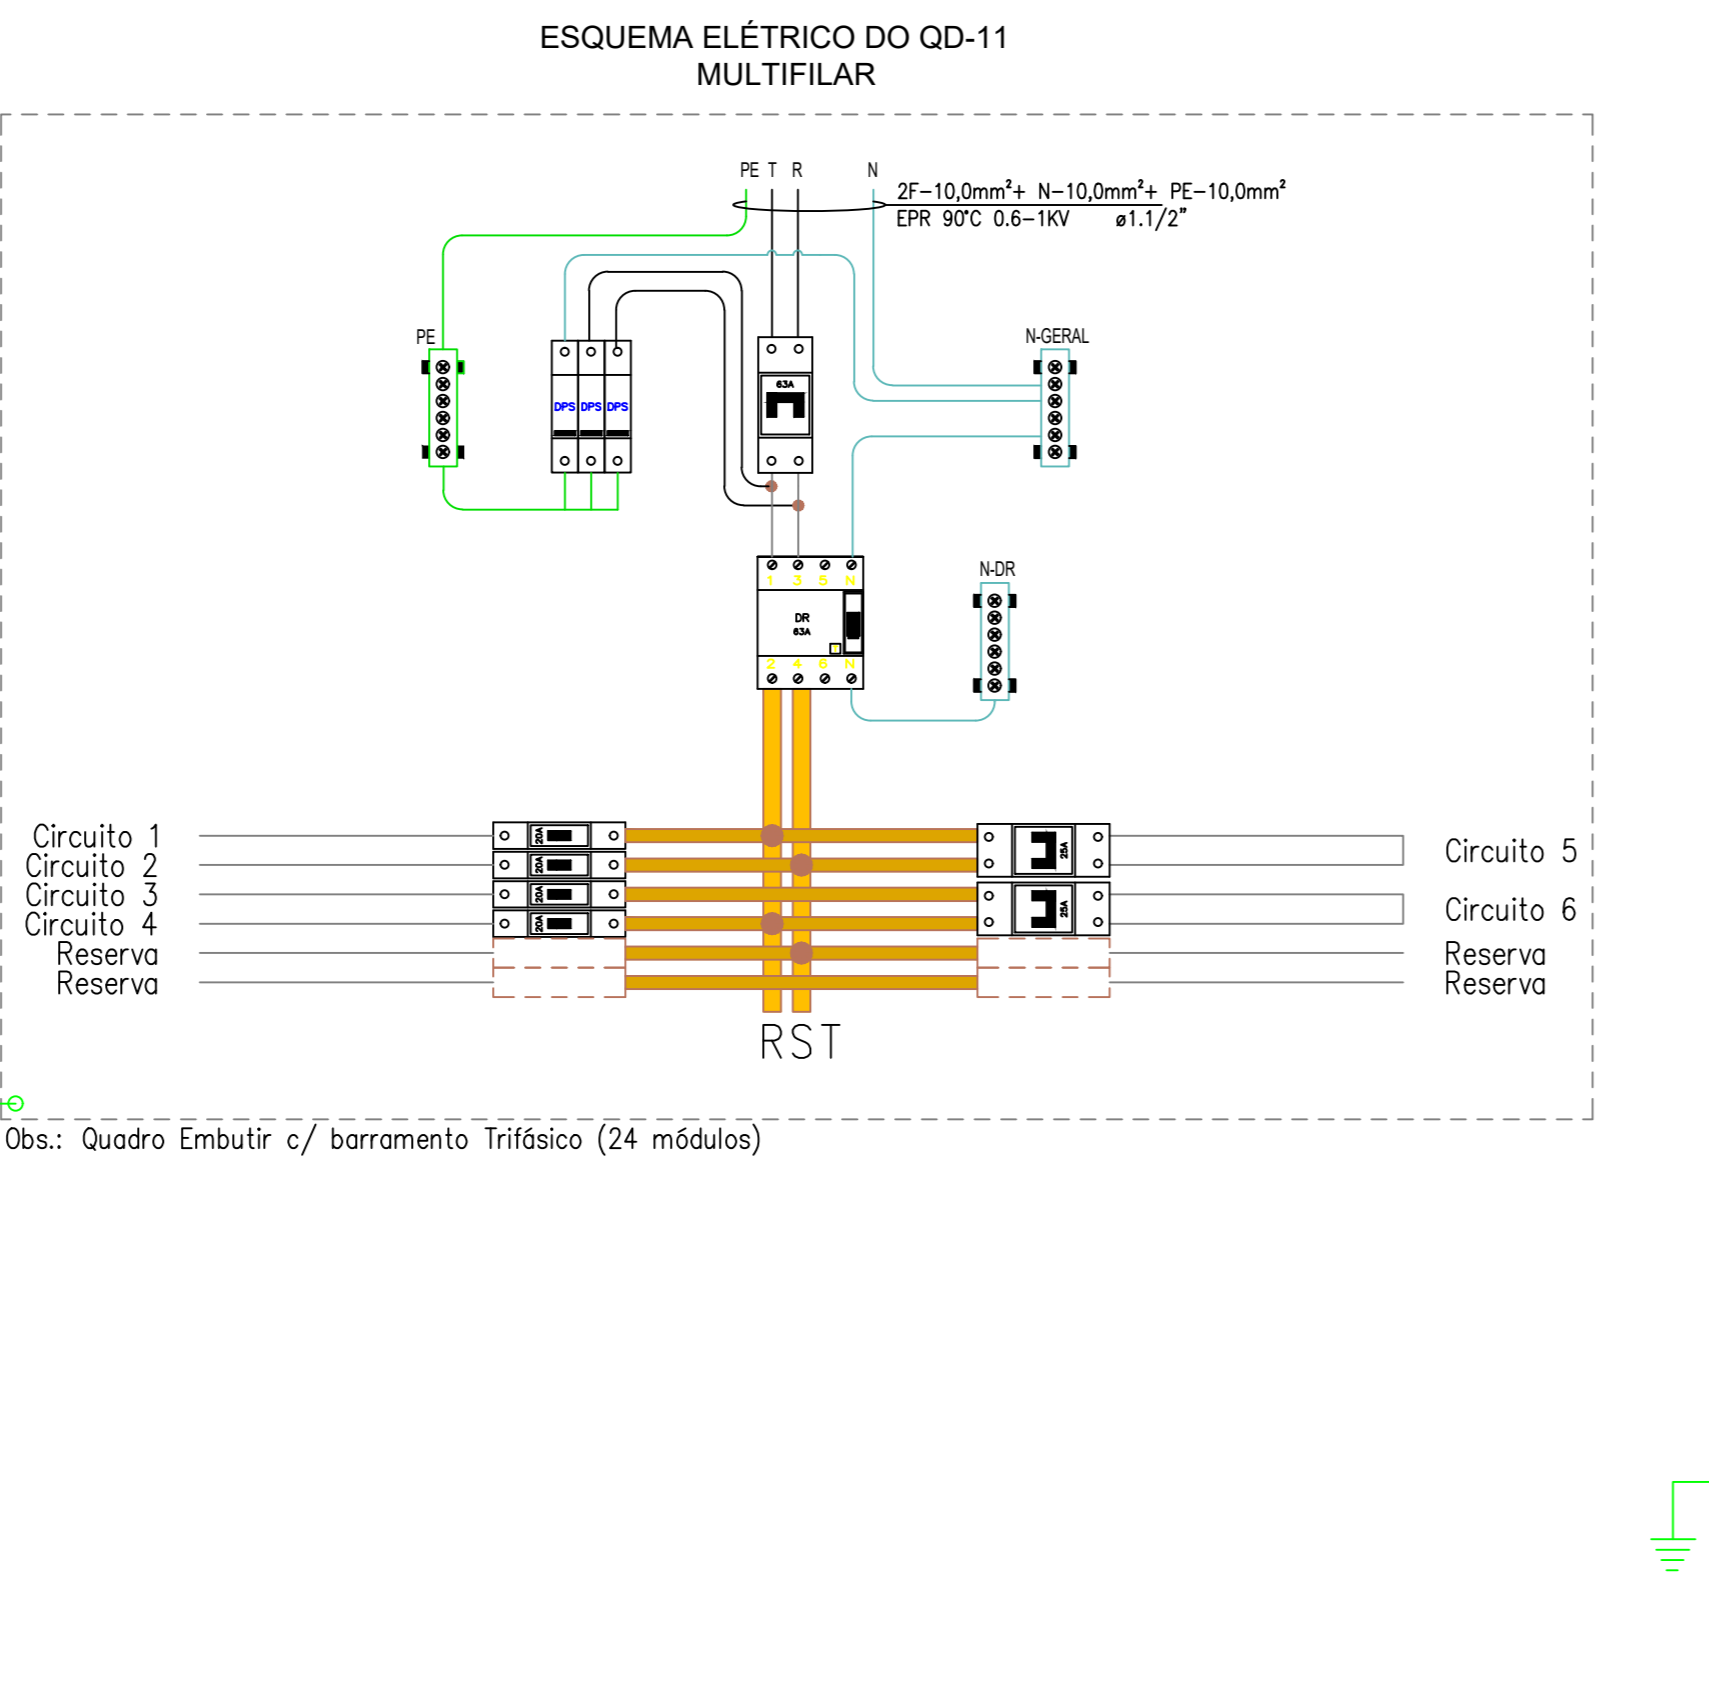 ESQUEMA ELÉTRICO DO QD-11
MULTIFILAR
PE T R N
2F-10,0mm²+ N-10,0mm²+ PE-10,0mm²
EPR 90°C 0.6-1KV ø1.1/2"
PE
N-GERAL
63A
DPS DPS DPS
N-DR
1 3 5 N
DR
63A
2 4 6 N
Circuito 1
20A
Circuito 2
20A
Circuito 3
20A
Circuito 4
20A
Reserva
Reserva
25A
Circuito 5
25A
Circuito 6
Reserva
Reserva
RST
Obs.: Quadro Embutir c/ barramento Trifásico (24 módulos)